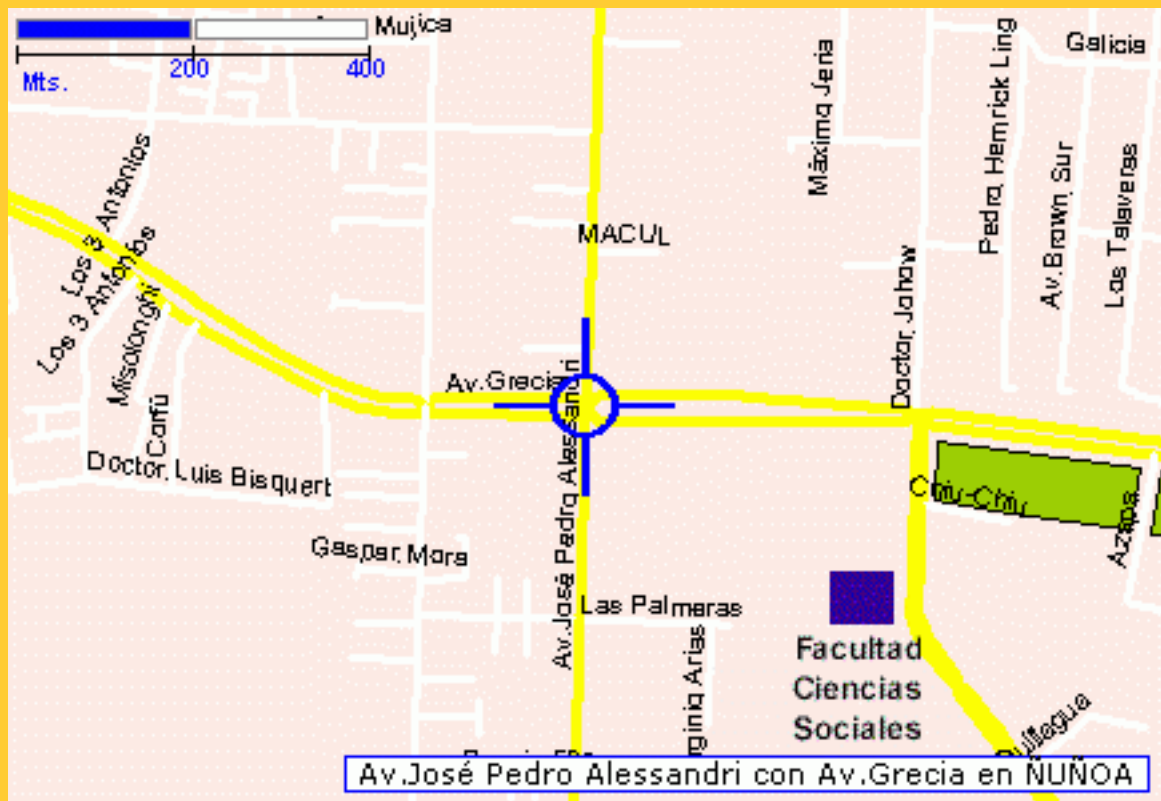 Mujica
200
400
Mts.
Galicia
Pedro Hemrick Ling
Máximo Jeria
Los 3 Antonios
Los 3 Antonios
Av.Brown Sur
Los Talaveras
MACUL
Doctor Johow
Misolonghi
Corfú
Av.Grecia
Av.José Pedro Alessandri
Doctor Luis Bisquert
Chiu-Chiu
Azapa
Gaspar Mora
Las Palmeras
Facultad
Ciencias
Sociales
Quillagua
Av.José Pedro Alessandri con Av.Grecia en ÑUÑOA